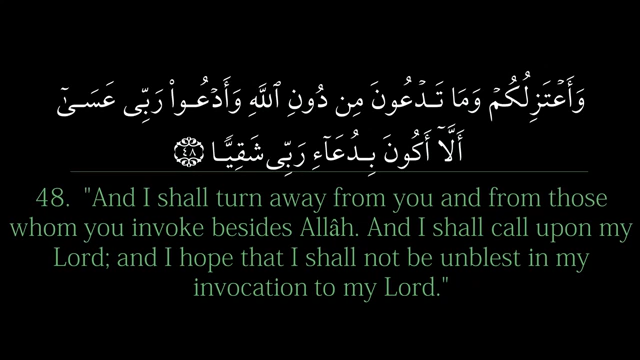 وَأَعۡتَزِلُكُمۡ وَمَا تَدۡعُونَ مِن دُونِ ٱللَّهِ وَأَدۡعُواْ رَبِّي عَسَىٰٓ
أَلَّآ أَكُونَ بِدُعَآءِ رَبِّي شَقِيّٗا ٤٨
48. "And I shall turn away from you and from those
whom you invoke besides Allâh. And I shall call upon my
Lord; and I hope that I shall not be unblest in my
invocation to my Lord."